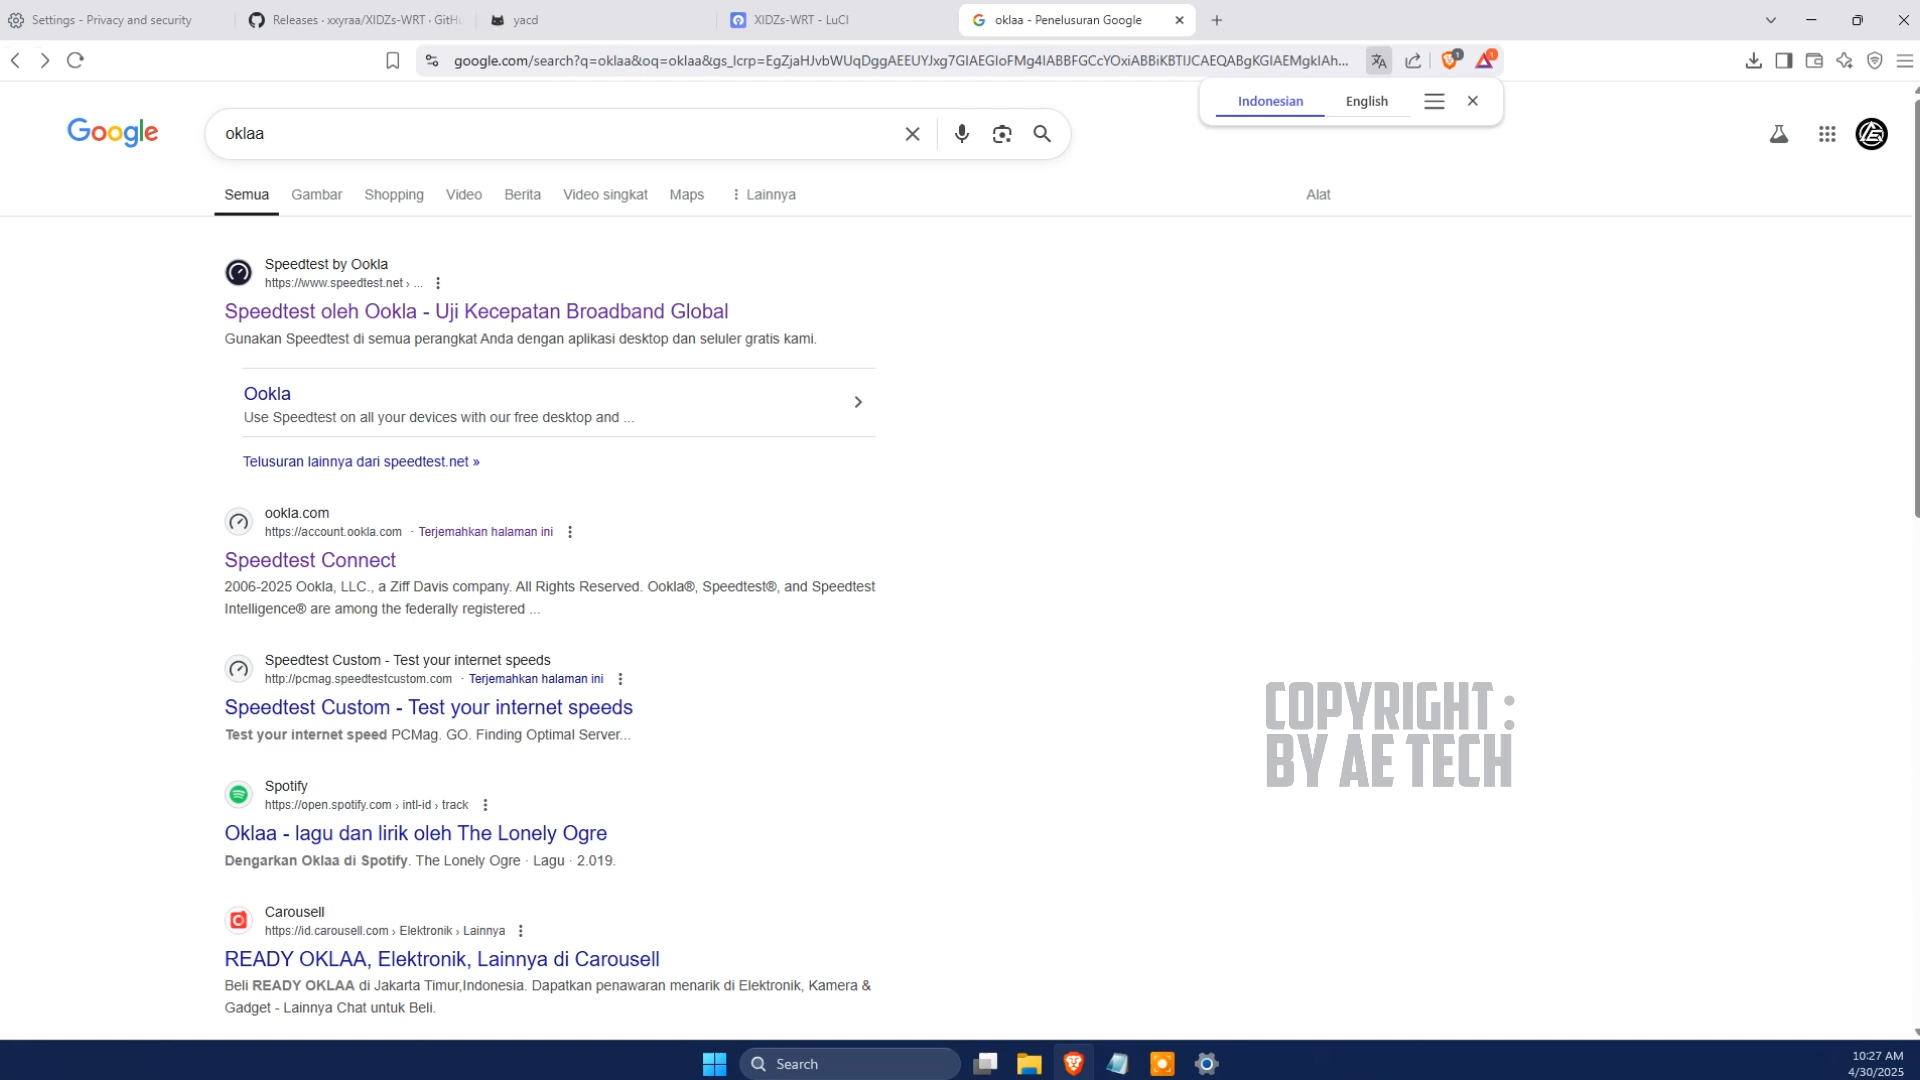 Settings - Privacy and security
Releases · xxyraa/XIDZs-WRT · GitHu
yacd
XIDZs-WRT - LuCI
oklaa - Penelusuran Google
google.com/search?q=oklaa&oq=oklaa&gs_lcrp=EgZjaHJvbWUqDggAEEUYJxg7GIAEGIoFMg4IABBFGCcYOxiABBiKBTIJCAEQABgKGIAEMgkIAh...
1
1
Indonesian
English
Google
oklaa
Semua
Gambar
Shopping
Video
Berita
Video singkat
Maps
Lainnya
Alat
Speedtest by Ookla
https://www.speedtest.net › ...
Speedtest oleh Ookla - Uji Kecepatan Broadband Global
Gunakan Speedtest di semua perangkat Anda dengan aplikasi desktop dan seluler gratis kami.
Ookla
Use Speedtest on all your devices with our free desktop and ...
Telusuran lainnya dari speedtest.net »
ookla.com
https://account.ookla.com · Terjemahkan halaman ini
Speedtest Connect
2006-2025 Ookla, LLC., a Ziff Davis company. All Rights Reserved. Ookla®, Speedtest®, and Speedtest
Intelligence® are among the federally registered ...
Speedtest Custom - Test your internet speeds
http://pcmag.speedtestcustom.com · Terjemahkan halaman ini
Speedtest Custom - Test your internet speeds
Test your internet speed PCMag. GO. Finding Optimal Server...
Spotify
https://open.spotify.com › intl-id › track
Oklaa - lagu dan lirik oleh The Lonely Ogre
Dengarkan Oklaa di Spotify. The Lonely Ogre · Lagu · 2.019.
Carousell
https://id.carousell.com › Elektronik › Lainnya
READY OKLAA, Elektronik, Lainnya di Carousell
Beli READY OKLAA di Jakarta Timur,Indonesia. Dapatkan penawaran menarik di Elektronik, Kamera &
Gadget - Lainnya Chat untuk Beli.
COPYRIGHT :
BY AE TECH
Search
10:27 AM
4/30/2025